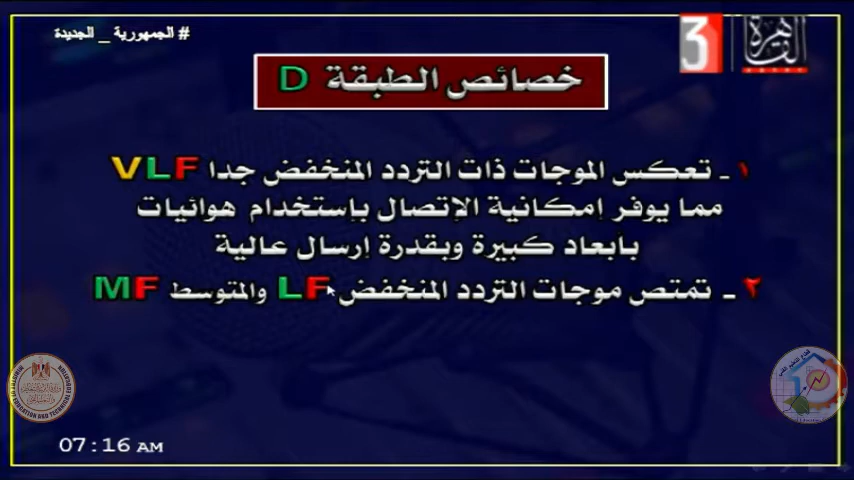 # الجمهورية _ الجديدة
3
القاهرة
خصائص الطبقة D
١ - تعكس الموجات ذات التردد المنخفض جدا VLF
مما يوفر إمكانية الإتصال بإستخدام هوائيات
بأبعاد كبيرة وبقدرة إرسال عالية
٢ - تمتص موجات التردد المنخفض LF والمتوسط MF
07:16 AM